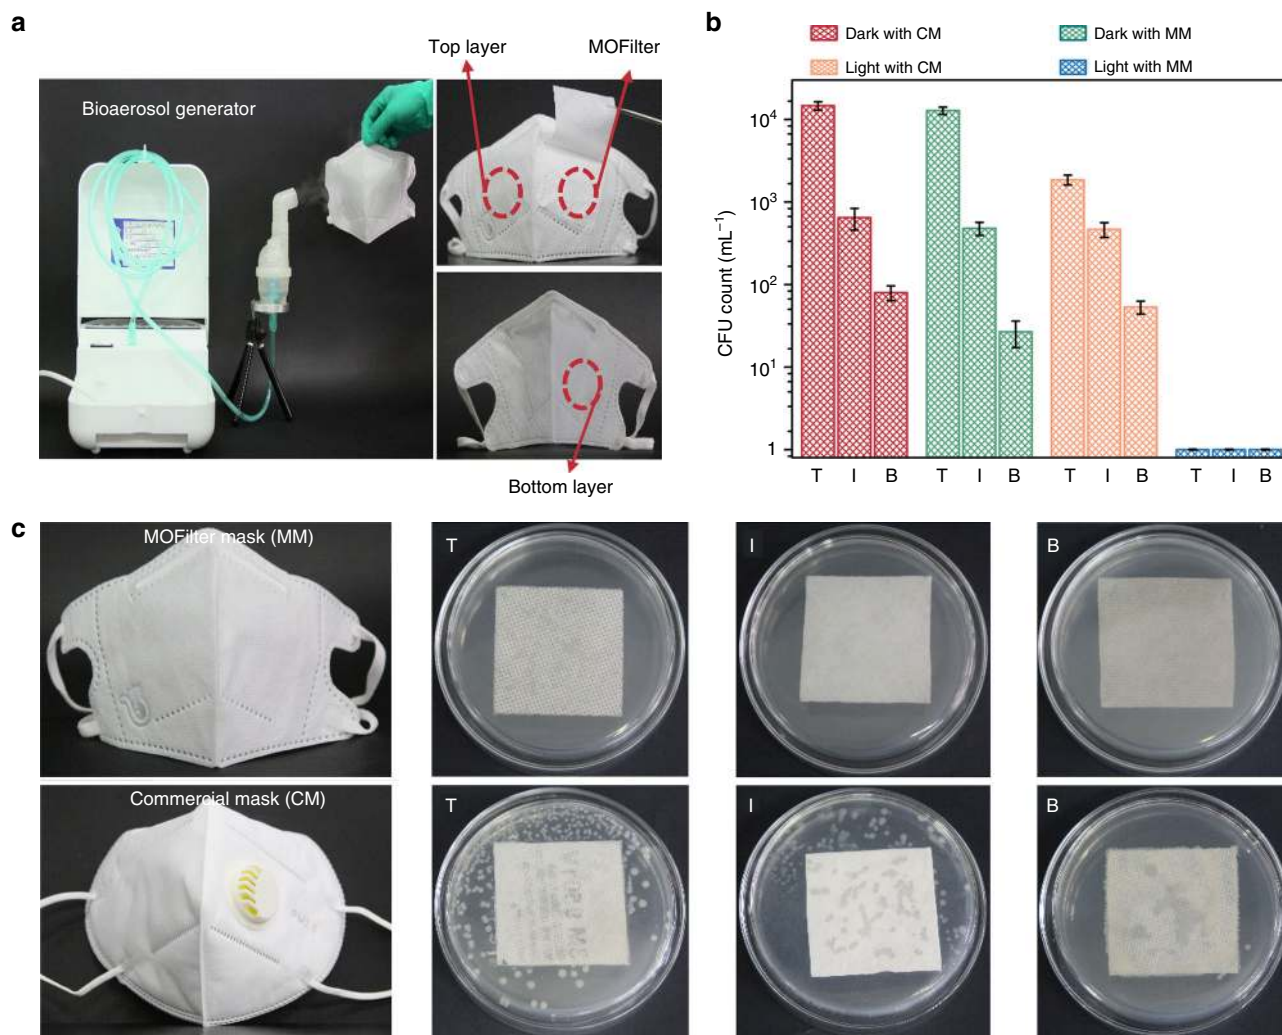 a
Top layer
MOFilter
Bioaerosol generator
Bottom layer
b
Dark with CM
Dark with MM
Light with CM
Light with MM
CFU count (mL⁻¹)
10⁴
10³
10²
10¹
1
T I B T I B T I B T I B
c
MOFilter mask (MM)
T
I
B
Commercial mask (CM)
T
I
B